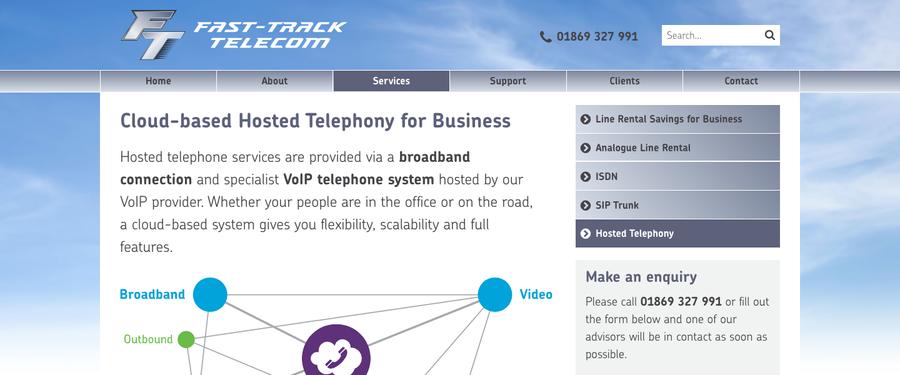 FT FAST-TRACK
TELECOM
01869 327 991
Search...
Home
About
Services
Support
Clients
Contact
Cloud-based Hosted Telephony for Business
Hosted telephone services are provided via a broadband
connection and specialist VoIP telephone system hosted by our
VoIP provider. Whether your people are in the office or on the road,
a cloud-based system gives you flexibility, scalability and full
features.
Broadband
Video
Outbound
Line Rental Savings for Business
Analogue Line Rental
ISDN
SIP Trunk
Hosted Telephony
Make an enquiry
Please call 01869 327 991 or fill out
the form below and one of our
advisors will be in contact as soon as
possible.